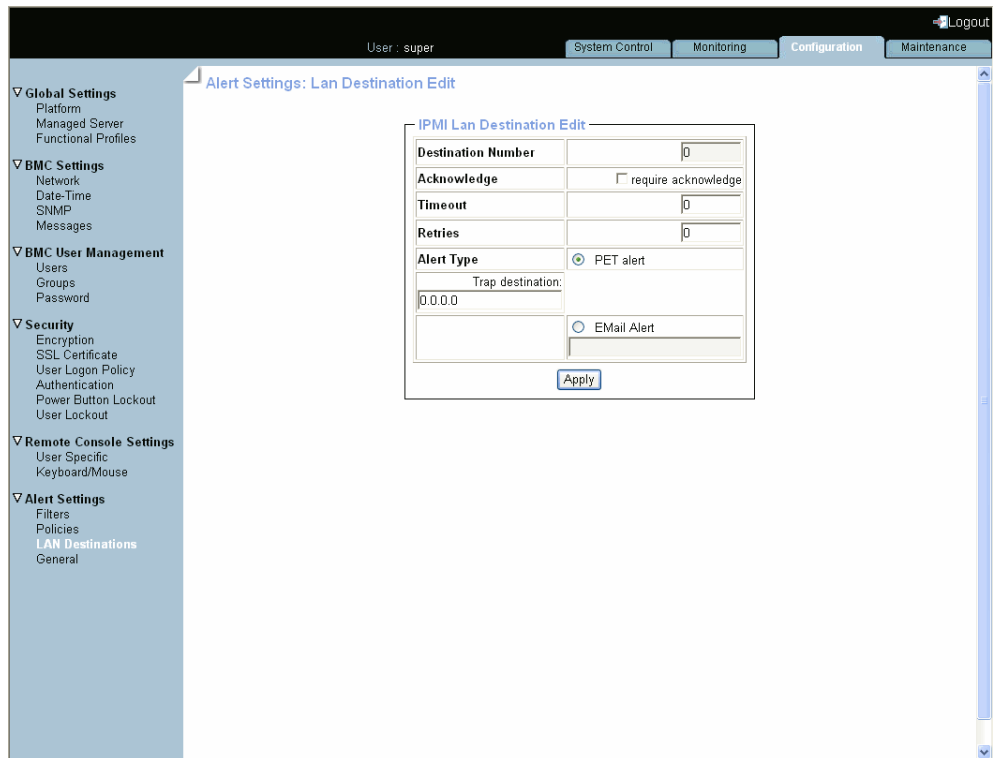 Logout
User : super
System Control
Monitoring
Configuration
Maintenance
Global Settings
Platform
Managed Server
Functional Profiles
BMC Settings
Network
Date-Time
SNMP
Messages
BMC User Management
Users
Groups
Password
Security
Encryption
SSL Certificate
User Logon Policy
Authentication
Power Button Lockout
User Lockout
Remote Console Settings
User Specific
Keyboard/Mouse
Alert Settings
Filters
Policies
LAN Destinations
General
Alert Settings: Lan Destination Edit
IPMI Lan Destination Edit
Destination Number 0
Acknowledge require acknowledge
Timeout 0
Retries 0
Alert Type PET alert
Trap destination:
0.0.0.0
EMail Alert
Apply